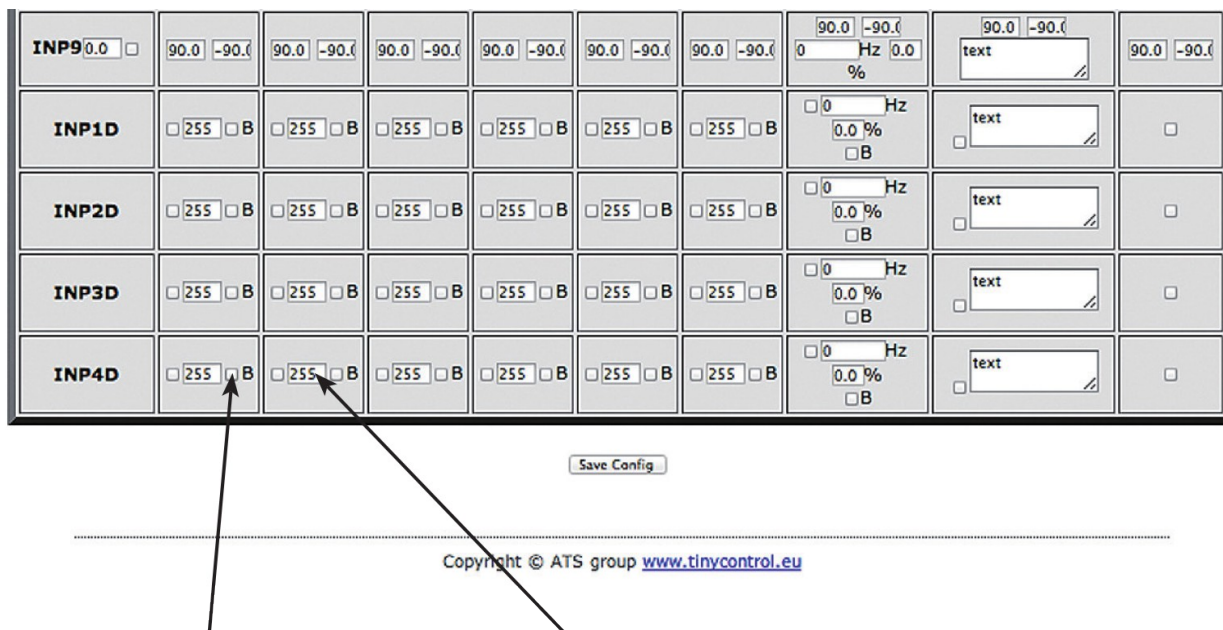 90.0 -90.0 90.0 -90.0
INP9 0.0 90.0 -90.0 90.0 -90.0 90.0 -90.0 90.0 -90.0 90.0 -90.0 90.0 -90.0 0 Hz 0.0 text 90.0 -90.0
%
0 Hz
INP1D 255 B 255 B 255 B 255 B 255 B 255 B 0.0 % text
B
0 Hz
INP2D 255 B 255 B 255 B 255 B 255 B 255 B 0.0 % text
B
0 Hz
INP3D 255 B 255 B 255 B 255 B 255 B 255 B 0.0 % text
B
0 Hz
INP4D 255 B 255 B 255 B 255 B 255 B 255 B 0.0 % text
B
Save Config
Copyright © ATS group www.tinycontrol.eu